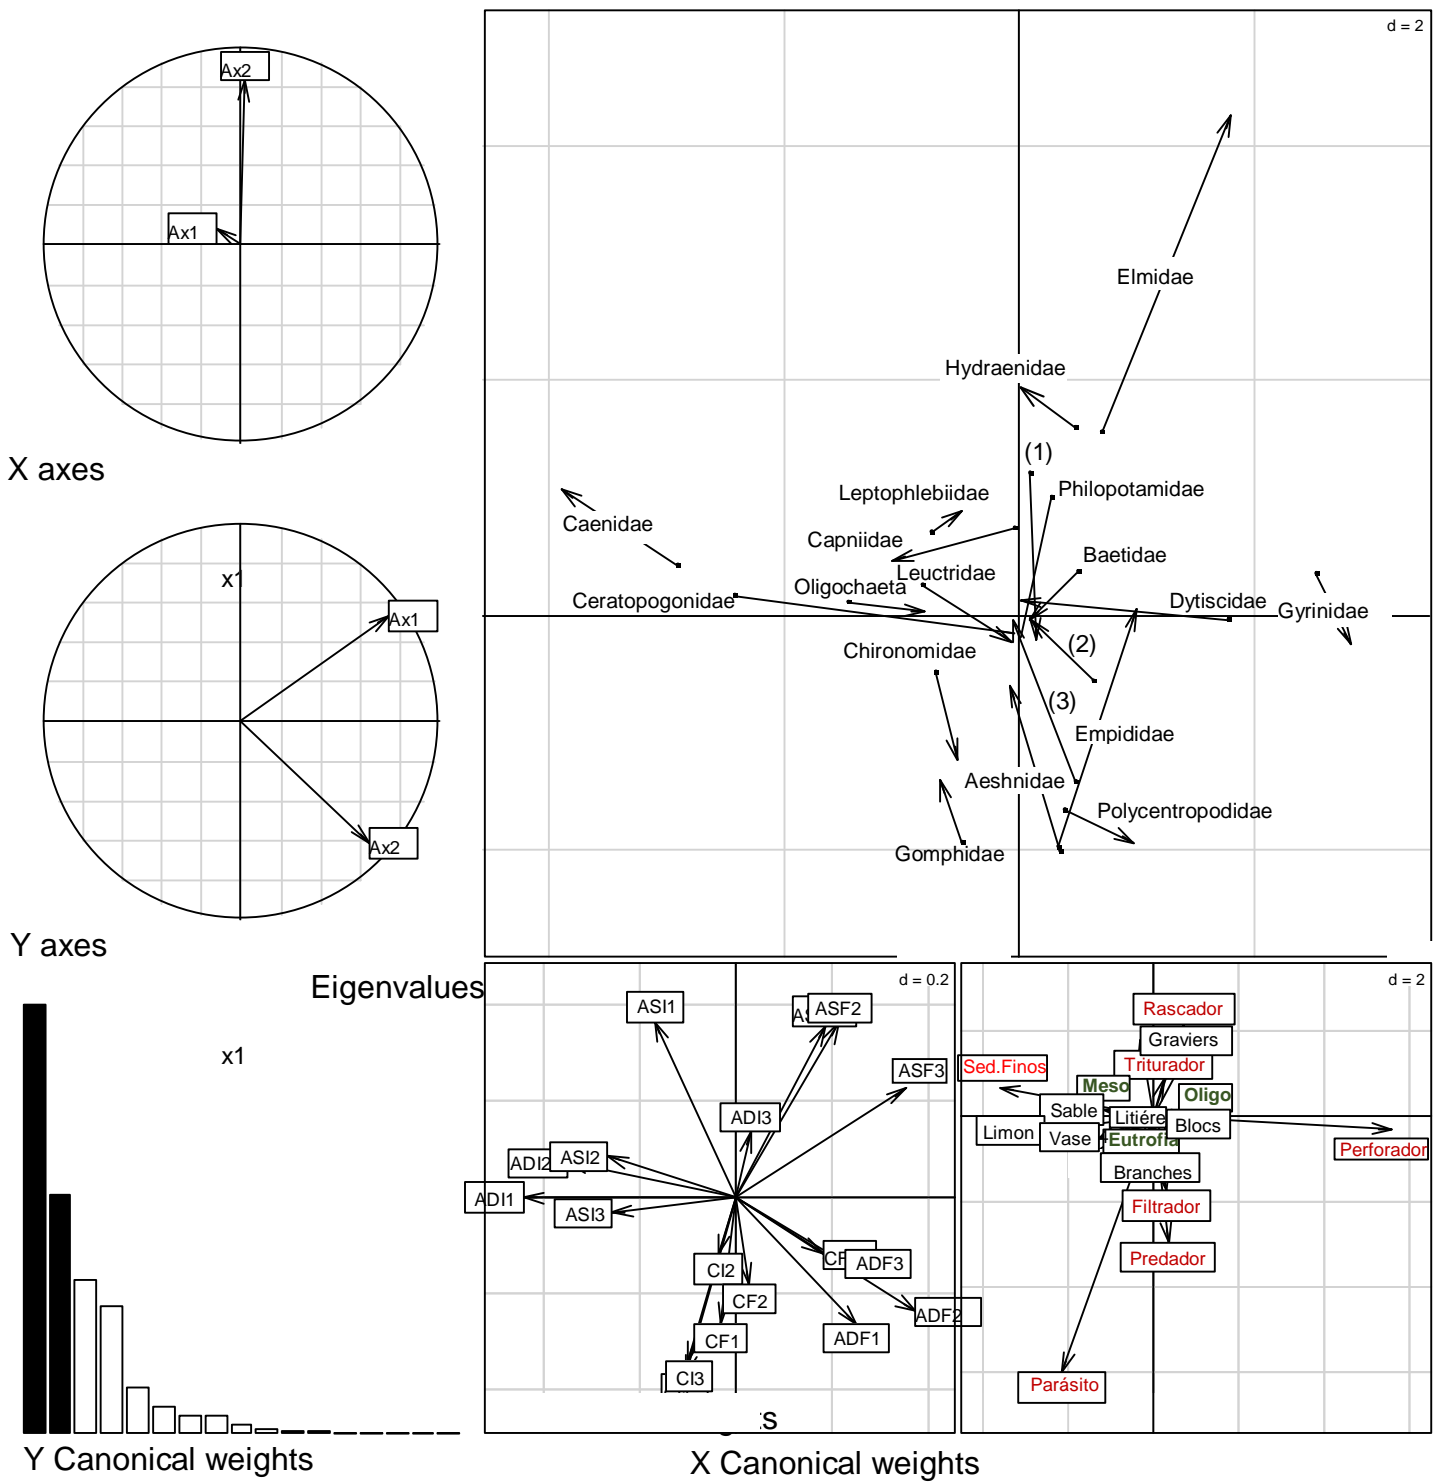 Ax2
Ax1
X axes
x1
Ax1
Ax2
Y axes
Eigenvalues
x1
Y Canonical weights
d = 2
Elmidae
Hydraenidae
(1)
Philopotamidae
Leptophlebiidae
Caenidae
Capniidae
Baetidae
Leuctridae
Oligochaeta
Ceratopogonidae
Dytiscidae
Gyrinidae
(2)
Chironomidae
(3)
Empididae
Aeshnidae
Polycentropodidae
Gomphidae
d = 0.2
ASI1
ASF2
ASF3
ADI3
ADI2
ASI2
ADI1
ASI3
CI2
ADF3
CF2
ADF2
CF1
ADF1
CI3
X Canonical weights
d = 2
Rascador
Graviers
Sed.Finos
Triturador
Meso
Oligo
Sable
Litiére
Blocs
Limon
Vase
Eutrofia
Perforador
Branches
Filtrador
Predador
Parásito